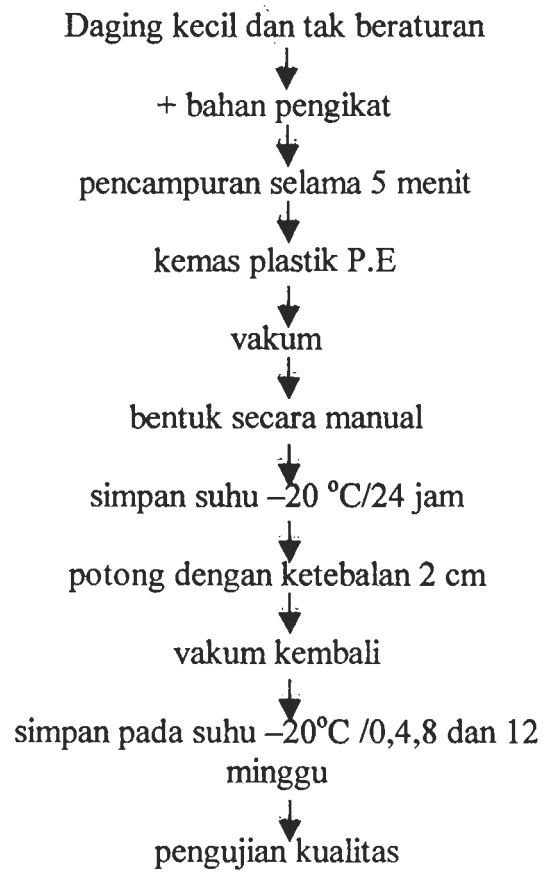 Daging kecil dan tak beraturan
+ bahan pengikat
pencampuran selama 5 menit
kemas plastik P.E
vakum
bentuk secara manual
simpan suhu –20 °C/24 jam
potong dengan ketebalan 2 cm
vakum kembali
simpan pada suhu –20°C /0,4,8 dan 12
minggu
pengujian kualitas